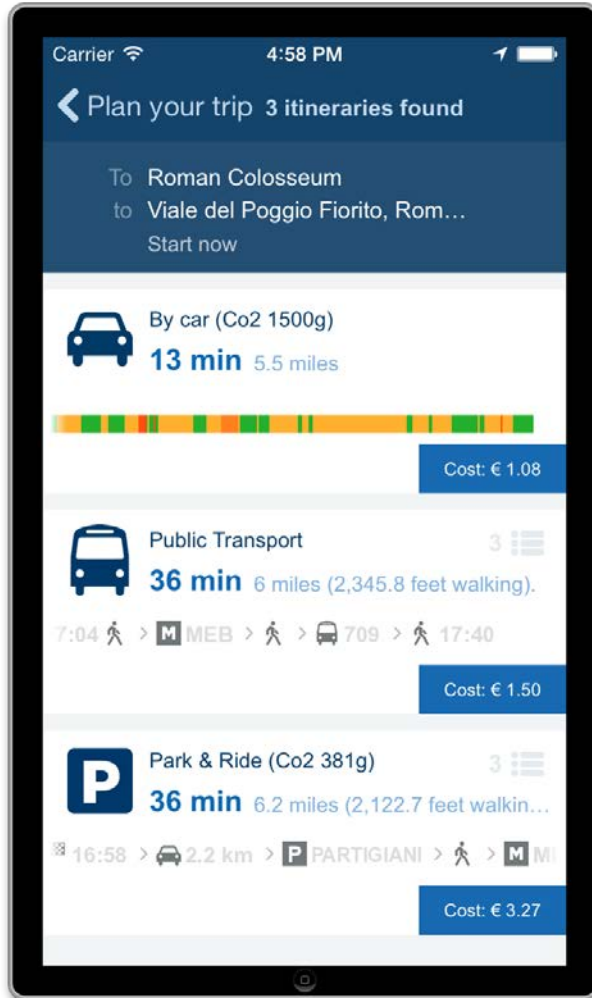 Carrier 4:58 PM
Plan your trip 3 itineraries found
To Roman Colosseum
to Viale del Poggio Fiorito, Rom…
Start now
By car (Co2 1500g)
13 min 5.5 miles
Cost: € 1.08
Public Transport 3
36 min 6 miles (2,345.8 feet walking).
7:04 > M MEB > > 709 > 17:40
Cost: € 1.50
P Park & Ride (Co2 381g) 3
36 min 6.2 miles (2,122.7 feet walkin…
16:58 > 2.2 km > P PARTIGIANI > > M
Cost: € 3.27